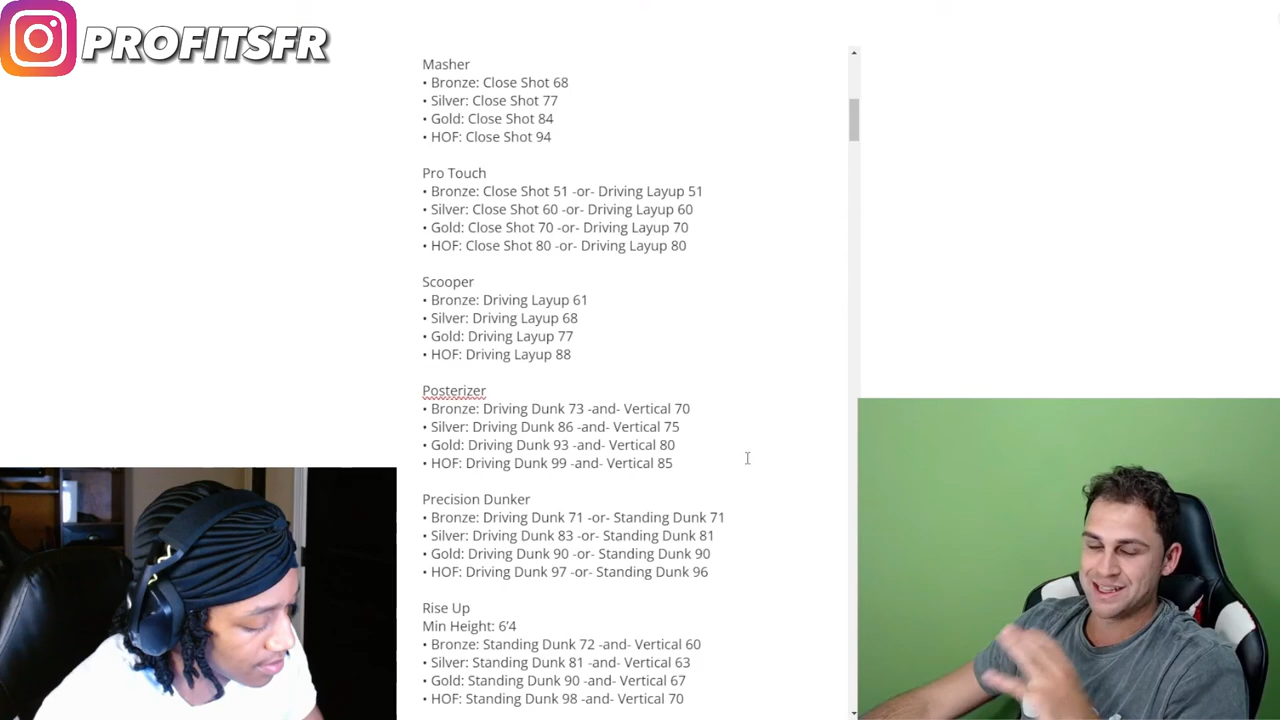 PROFITSFR
Masher
• Bronze: Close Shot 68
• Silver: Close Shot 77
• Gold: Close Shot 84
• HOF: Close Shot 94
Pro Touch
• Bronze: Close Shot 51 -or- Driving Layup 51
• Silver: Close Shot 60 -or- Driving Layup 60
• Gold: Close Shot 70 -or- Driving Layup 70
• HOF: Close Shot 80 -or- Driving Layup 80
Scooper
• Bronze: Driving Layup 61
• Silver: Driving Layup 68
• Gold: Driving Layup 77
• HOF: Driving Layup 88
Posterizer
• Bronze: Driving Dunk 73 -and- Vertical 70
• Silver: Driving Dunk 86 -and- Vertical 75
• Gold: Driving Dunk 93 -and- Vertical 80
• HOF: Driving Dunk 99 -and- Vertical 85
Precision Dunker
• Bronze: Driving Dunk 71 -or- Standing Dunk 71
• Silver: Driving Dunk 83 -or- Standing Dunk 81
• Gold: Driving Dunk 90 -or- Standing Dunk 90
• HOF: Driving Dunk 97 -or- Standing Dunk 96
Rise Up
Min Height: 6'4
• Bronze: Standing Dunk 72 -and- Vertical 60
• Silver: Standing Dunk 81 -and- Vertical 63
• Gold: Standing Dunk 90 -and- Vertical 67
• HOF: Standing Dunk 98 -and- Vertical 70